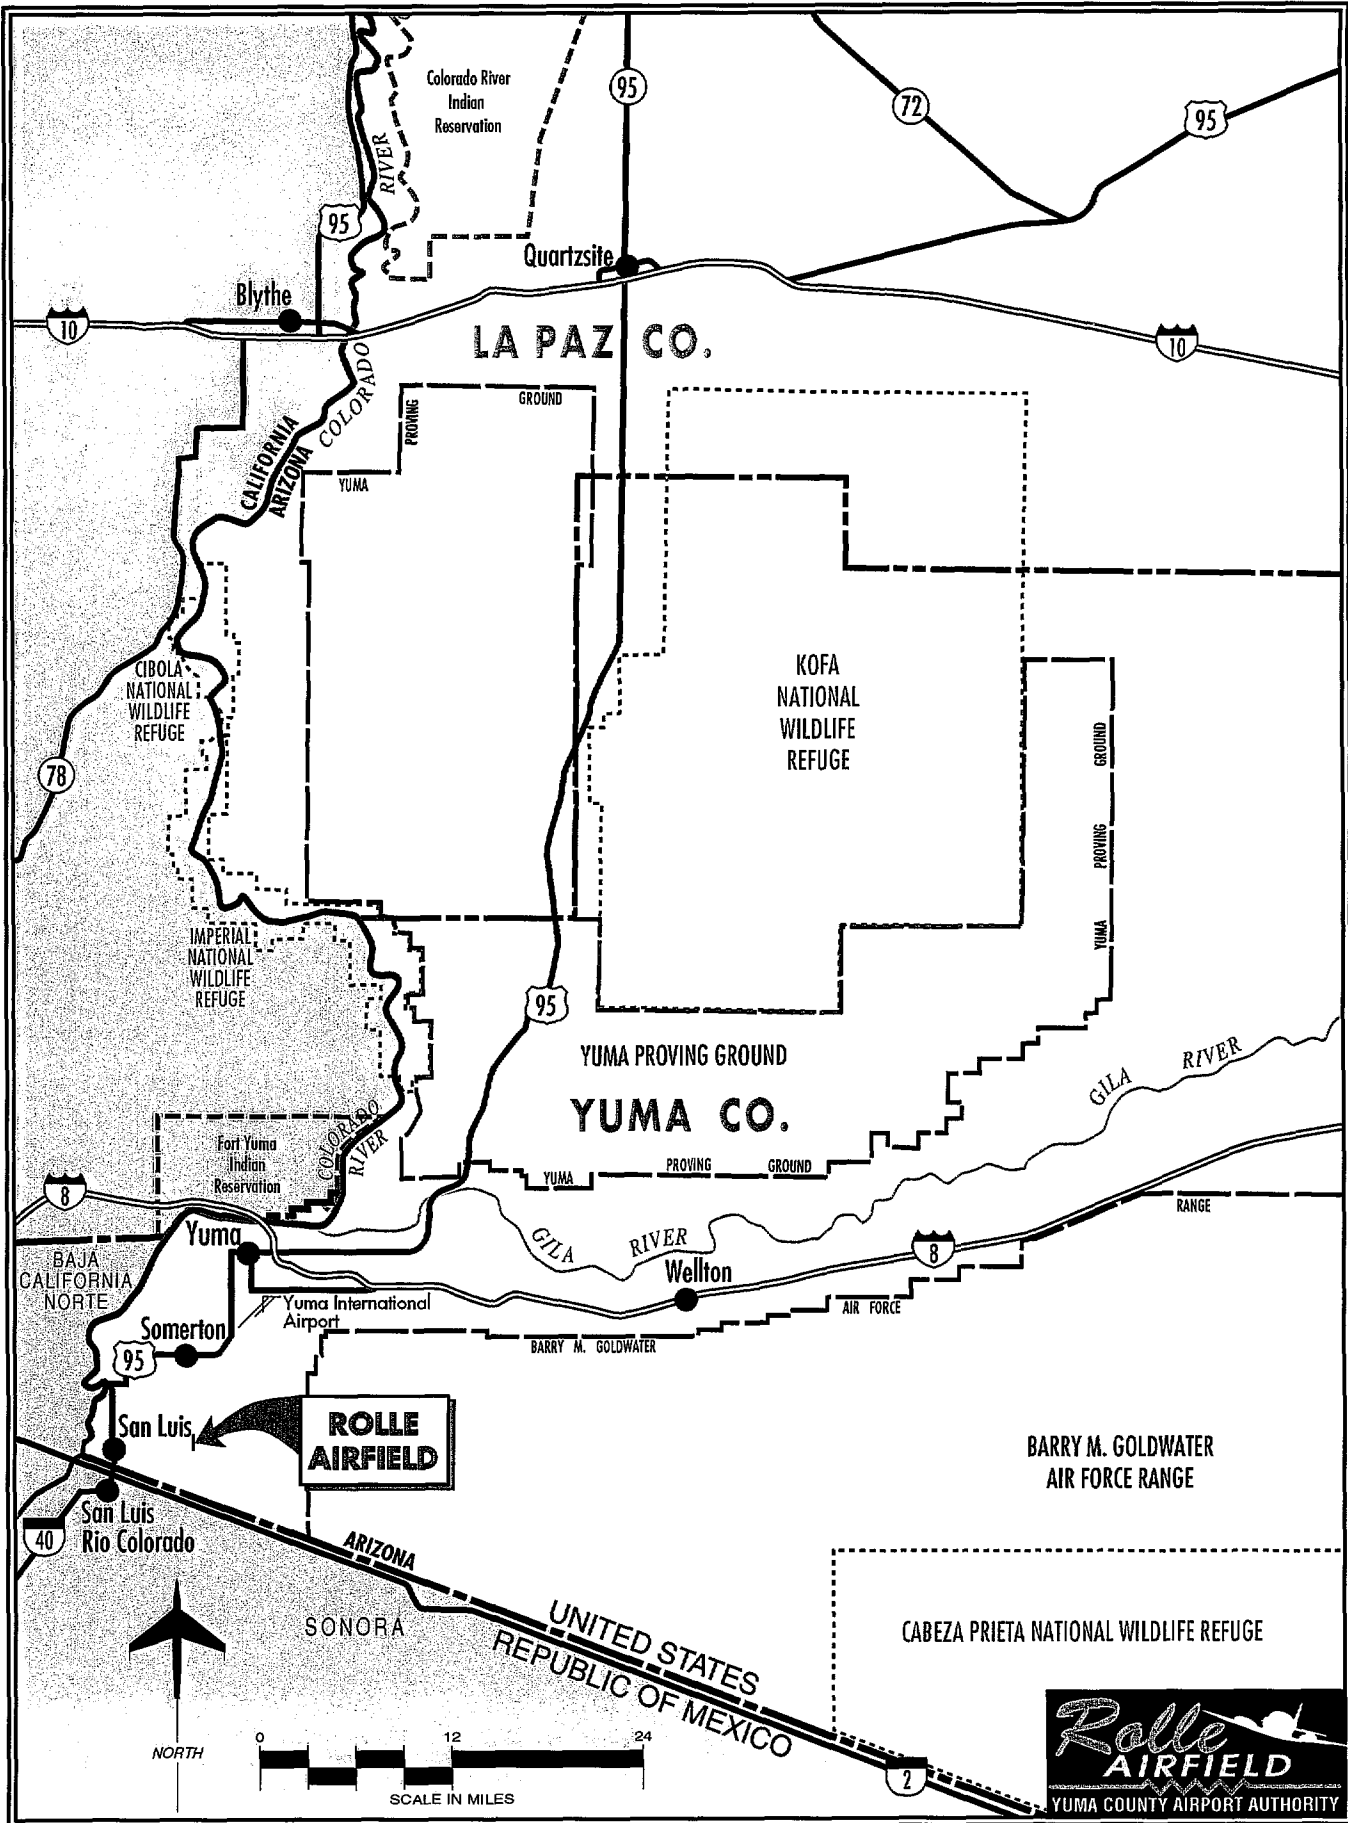 Colorado River
Indian
Reservation
95
72
95
RIVER
95
Quartzsite
Blythe
10
LA PAZ CO.
10
COLORADO
CALIFORNIA
ARIZONA
PROVING
GROUND
YUMA
CIBOLA
NATIONAL
WILDLIFE
REFUGE
KOFA
NATIONAL
WILDLIFE
REFUGE
78
GROUND
PROVING
YUMA
IMPERIAL
NATIONAL
WILDLIFE
REFUGE
95
YUMA PROVING GROUND
YUMA CO.
GILA RIVER
Fort Yuma
Indian
Reservation
COLORADO
RIVER
YUMA
PROVING
GROUND
8
RANGE
Yuma
GILA RIVER
8
BAJA
CALIFORNIA
NORTE
Wellton
Yuma International
Airport
AIR FORCE
Somerton
95
BARRY M. GOLDWATER
San Luis
ROLLE
AIRFIELD
BARRY M. GOLDWATER
AIR FORCE RANGE
San Luis
Rio Colorado
40
ARIZONA
SONORA
UNITED STATES
REPUBLIC OF MEXICO
CABEZA PRIETA NATIONAL WILDLIFE REFUGE
NORTH
0 12 24
SCALE IN MILES
2
Rolle
AIRFIELD
YUMA COUNTY AIRPORT AUTHORITY